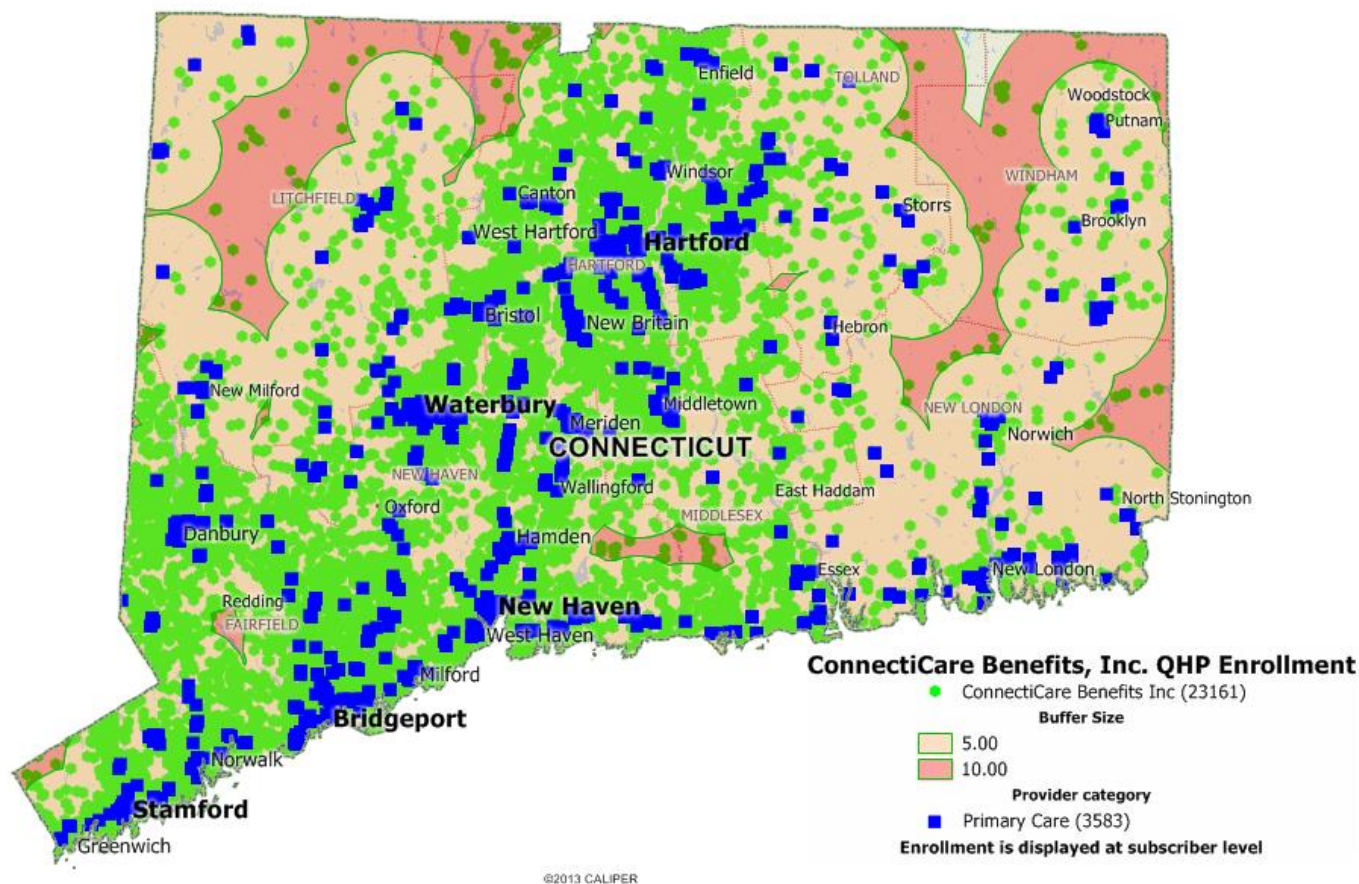 Enfield
TOLLAND
Woodstock
Putnam
Windsor
WINDHAM
LITCHFIELD
Canton
Storrs
Brooklyn
West Hartford
Hartford
HARTFORD
Bristol
New Britain
Hebron
New Milford
Waterbury
Middletown
NEW LONDON
Meriden
Norwich
CONNECTICUT
NEW HAVEN
Wallingford
East Haddam
North Stonington
Oxford
MIDDLESEX
Danbury
Hamden
Essex
New London
Redding
New Haven
FAIRFIELD
West Haven
Milford
Bridgeport
Norwalk
Stamford
Greenwich
ConnectiCare Benefits, Inc. QHP Enrollment
ConnectiCare Benefits Inc (23161)
Buffer Size
5.00
10.00
Provider category
Primary Care (3583)
Enrollment is displayed at subscriber level
©2013 CALIPER